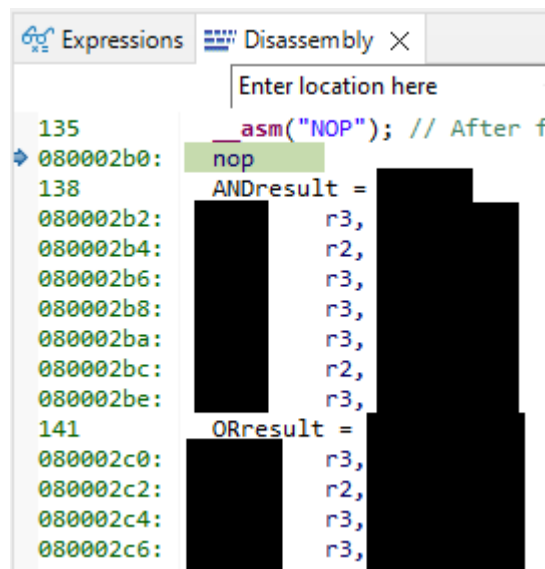 Expressions Disassembly
Enter location here
135 __asm("NOP"); // After f
080002b0: nop
138 ANDresult =
080002b2: r3,
080002b4: r2,
080002b6: r3,
080002b8: r3,
080002ba: r3,
080002bc: r2,
080002be: r3,
141 ORresult =
080002c0: r3,
080002c2: r2,
080002c4: r3,
080002c6: r3,